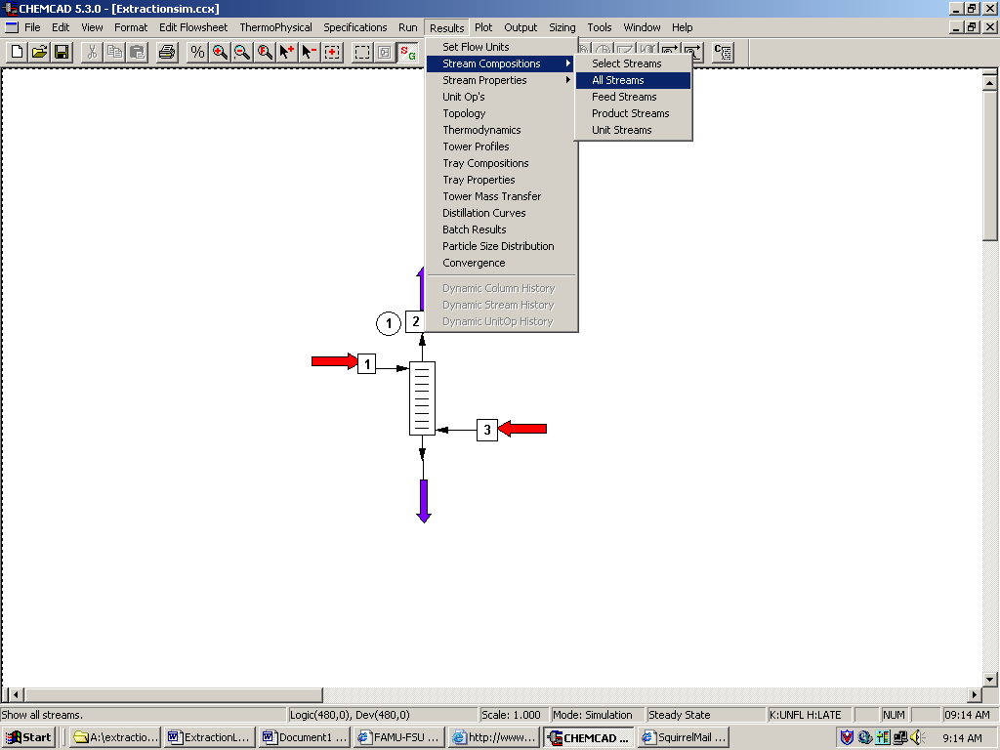 CHEMCAD 5.3.0 - [Extractionsim.ccx]
File Edit View Format Edit Flowsheet ThermoPhysical Specifications Run Results Plot Output Sizing Tools Window Help
%
S G
C
Set Flow Units
Stream Compositions
Stream Properties
Unit Op's
Topology
Thermodynamics
Tower Profiles
Tray Compositions
Tray Properties
Tower Mass Transfer
Distillation Curves
Batch Results
Particle Size Distribution
Convergence
Dynamic Column History
Dynamic Stream History
Dynamic UnitOp History
Select Streams
All Streams
Feed Streams
Product Streams
Unit Streams
1 2
1
3
Show all streams. Logic(480,0), Dev(480,0) Scale: 1.000 Mode: Simulation Steady State K:UNFL H:LATE NUM 09:14 AM
Start A:\extractio... ExtractionL... Document1 ... FAMU-FSU ... http://www... CHEMCAD ... SquirrelMail ... 9:14 AM